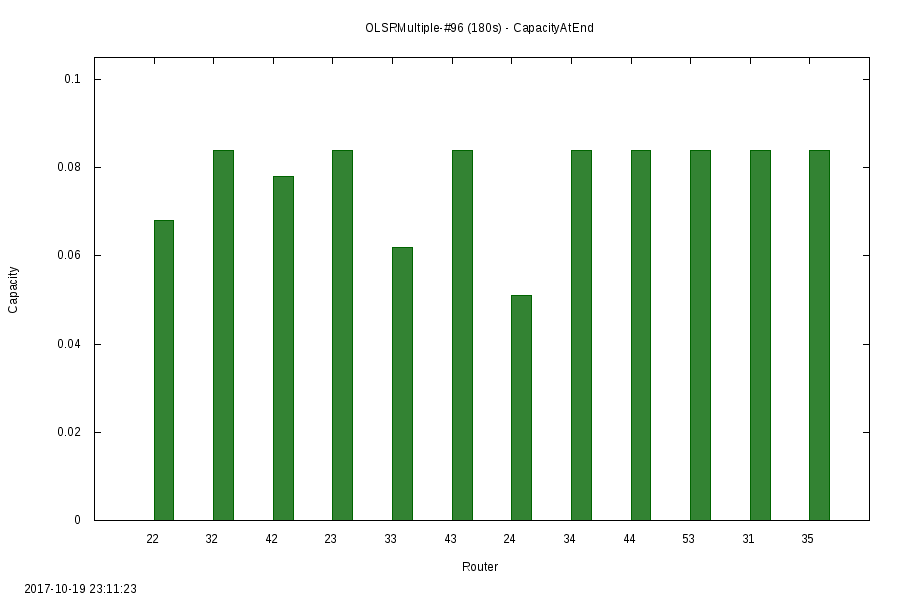 OLSRMultiple-#96 (180s) - CapacityAtEnd
0.1
0.08
0.06
0.04
0.02
0
Capacity
22 32 42 23 33 43 24 34 44 53 31 35
Router
2017-10-19 23:11:23